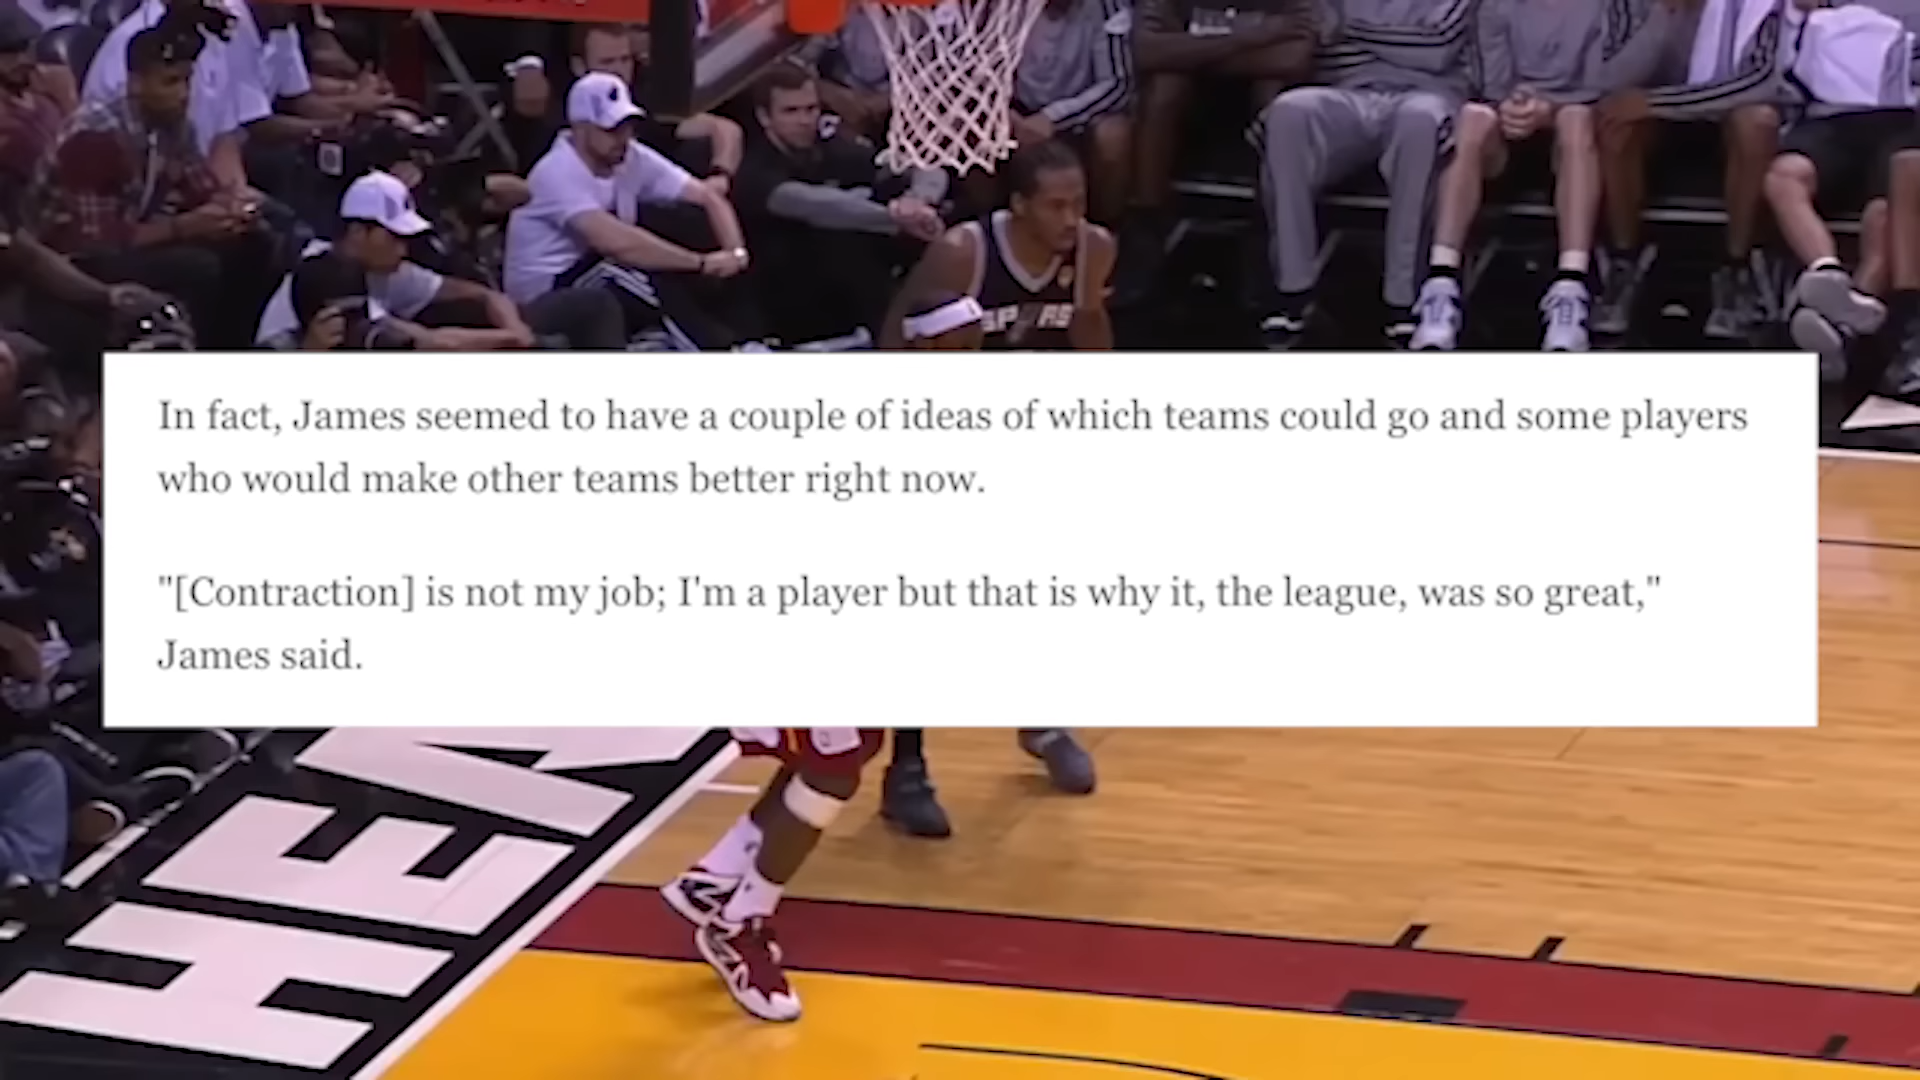 SPURS
In fact, James seemed to have a couple of ideas of which teams could go and some players
who would make other teams better right now.
"[Contraction] is not my job; I'm a player but that is why it, the league, was so great,"
James said.
HE